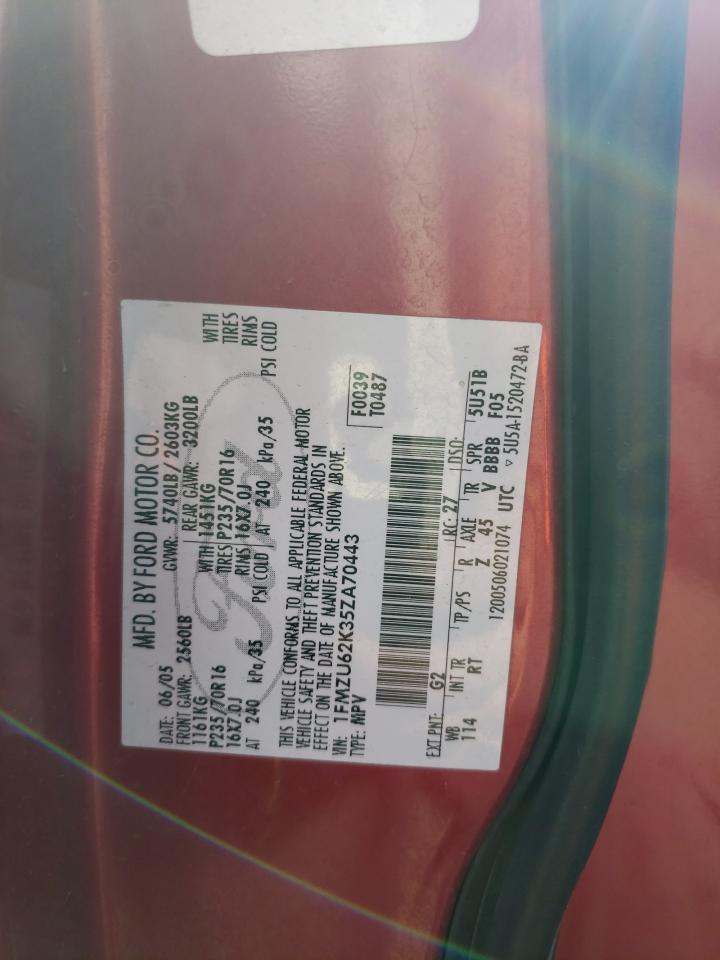 MFD. BY FORD MOTOR CO.
DATE: 06/05 GVWR: 5740LB / 2603KG
FRONT GAWR: 2560LB REAR GAWR: 3200LB
1161KG WITH 1451KG WITH
P235/70R16 TIRES P235/70R16 TIRES
16X7.0J RIMS 16X7.0J RIMS
AT 240 kPa/35 PSI COLD AT 240 kPa/35 PSI COLD
THIS VEHICLE CONFORMS TO ALL APPLICABLE FEDERAL MOTOR
VEHICLE SAFETY AND THEFT PREVENTION STANDARDS IN
EFFECT ON THE DATE OF MANUFACTURE SHOWN ABOVE.
VIN: 1FMZU62K35ZA70443 F0039
TYPE: MPV T0487
Ford
EXT PNT: G2 RC: 27 DSO:
WB INT TR TP/PS R AXLE TR SPR 5U51B
114 RT Z 45 V BBBB F05
1200506021074 UTC ▽ 5U5A-1520472-BA